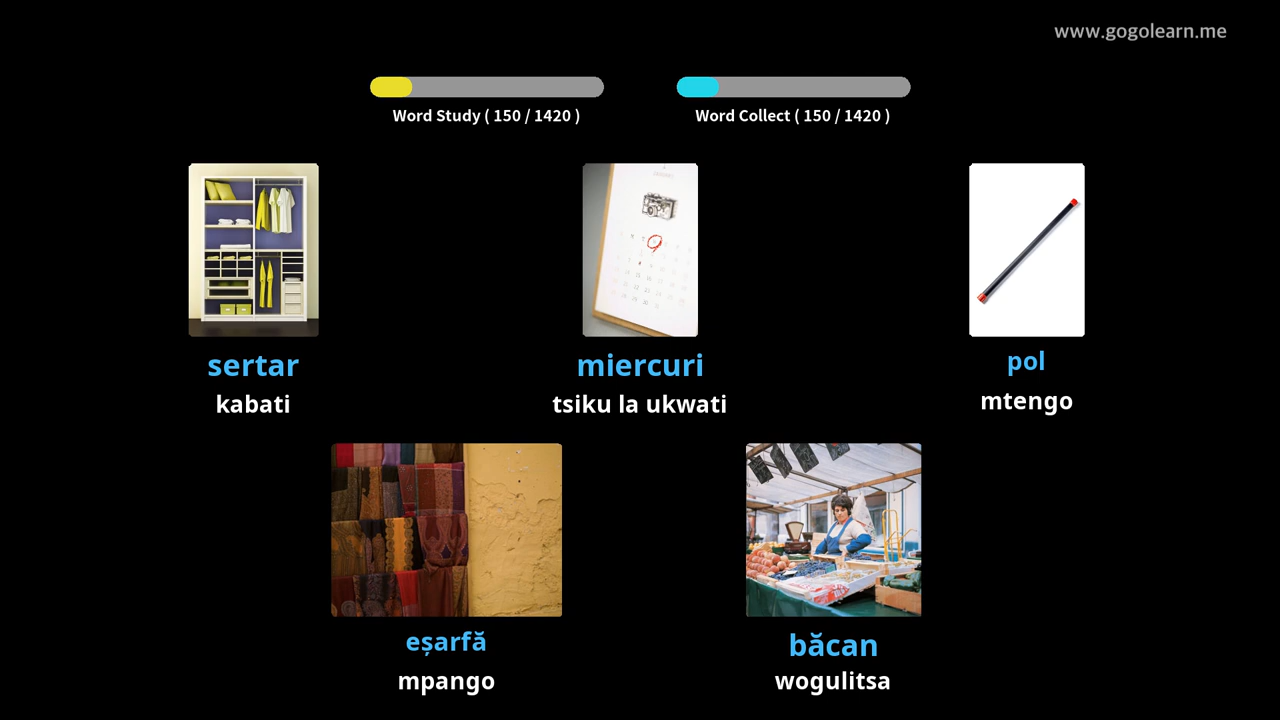 www.gogolearn.me
Word Study ( 150 / 1420 )
Word Collect ( 150 / 1420 )
sertar
kabati
miercuri
tsiku la ukwati
pol
mtengo
eșarfă
mpango
băcan
wogulitsa